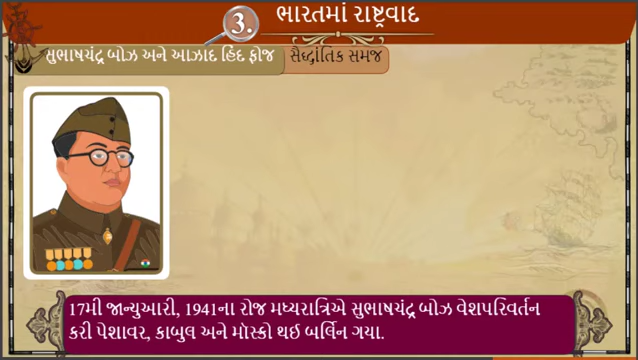 3. ભારતમાં રાષ્ટ્રવાદ
સુભાષચંદ્ર બોઝ અને આઝાદ હિંદ ફોજ
સૈદ્ધાંતિક સમજ
17મી જાન્યુઆરી, 1941ના રોજ મધ્યરાત્રિએ સુભાષચંદ્ર બોઝ વેશપરિવર્તન
કરી પેશાવર, કાબુલ અને મૉસ્કો થઈ બર્લિન ગયા.